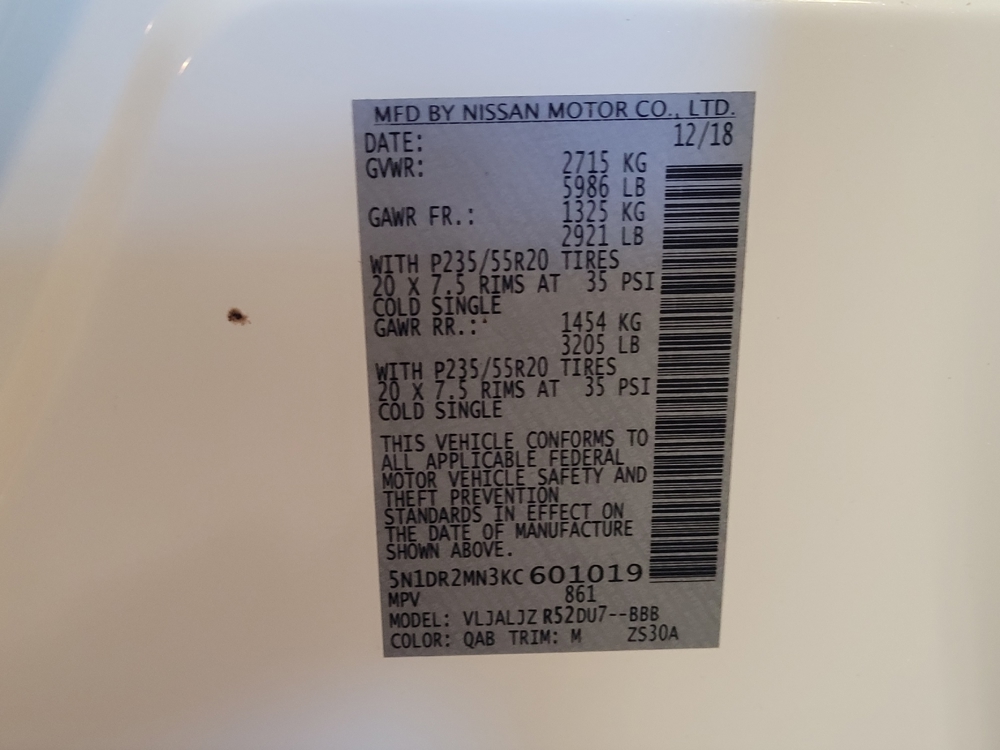 MFD BY NISSAN MOTOR CO., LTD.
DATE: 12/18
GVWR: 2715 KG
5986 LB
GAWR FR.: 1325 KG
2921 LB
WITH P235/55R20 TIRES
20 X 7.5 RIMS AT 35 PSI
COLD SINGLE
GAWR RR.: 1454 KG
3205 LB
WITH P235/55R20 TIRES
20 X 7.5 RIMS AT 35 PSI
COLD SINGLE
THIS VEHICLE CONFORMS TO
ALL APPLICABLE FEDERAL
MOTOR VEHICLE SAFETY AND
THEFT PREVENTION
STANDARDS IN EFFECT ON
THE DATE OF MANUFACTURE
SHOWN ABOVE.
5N1DR2MN3KC601019
MPV 861
MODEL: VLJALJZ R52DU7--BBB
COLOR: QAB TRIM: M ZS30A